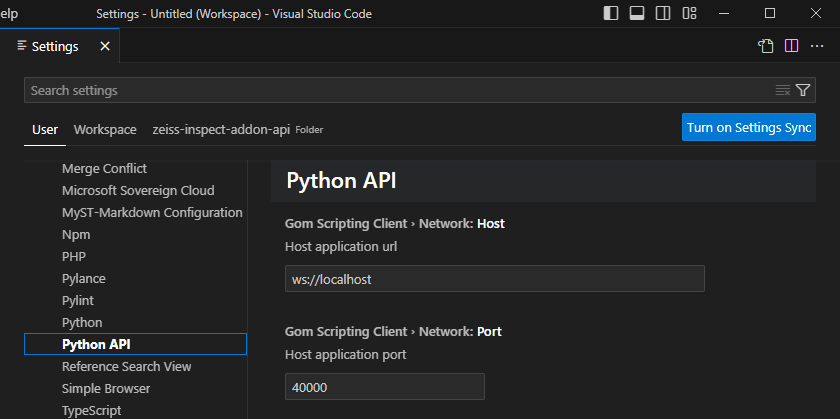 elp
Settings - Untitled (Workspace) - Visual Studio Code
Settings
Search settings
User Workspace zeiss-inspect-addon-api Folder
Turn on Settings Sync
Merge Conflict
Microsoft Sovereign Cloud
MyST-Markdown Configuration
Npm
PHP
Pylance
Pylint
Python
Python API
Reference Search View
Simple Browser
TypeScript
Python API
Gom Scripting Client › Network: Host
Host application url
ws://localhost
Gom Scripting Client › Network: Port
Host application port
40000